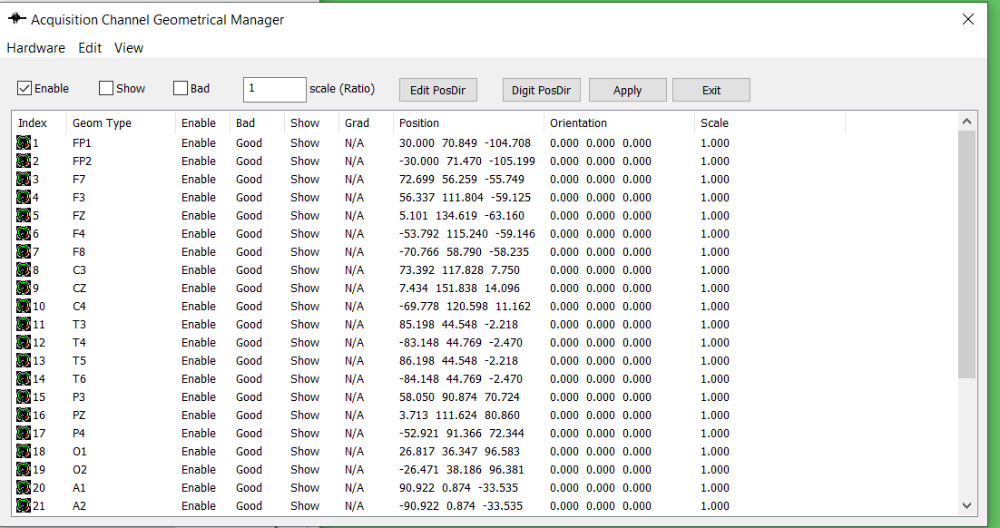 Acquisition Channel Geometrical Manager
Hardware Edit View
Enable Show Bad 1 scale (Ratio) Edit PosDir Digit PosDir Apply Exit
Index Geom Type Enable Bad Show Grad Position Orientation Scale
1 FP1 Enable Good Show N/A 30.000 70.849 -104.708 0.000 0.000 0.000 1.000
2 FP2 Enable Good Show N/A -30.000 71.470 -105.199 0.000 0.000 0.000 1.000
3 F7 Enable Good Show N/A 72.699 56.259 -55.749 0.000 0.000 0.000 1.000
4 F3 Enable Good Show N/A 56.337 111.804 -59.125 0.000 0.000 0.000 1.000
5 FZ Enable Good Show N/A 5.101 134.619 -63.160 0.000 0.000 0.000 1.000
6 F4 Enable Good Show N/A -53.792 115.240 -59.146 0.000 0.000 0.000 1.000
7 F8 Enable Good Show N/A -70.766 58.790 -58.235 0.000 0.000 0.000 1.000
8 C3 Enable Good Show N/A 73.392 117.828 7.750 0.000 0.000 0.000 1.000
9 CZ Enable Good Show N/A 7.434 151.838 14.096 0.000 0.000 0.000 1.000
10 C4 Enable Good Show N/A -69.778 120.598 11.162 0.000 0.000 0.000 1.000
11 T3 Enable Good Show N/A 85.198 44.548 -2.218 0.000 0.000 0.000 1.000
12 T4 Enable Good Show N/A -83.148 44.769 -2.470 0.000 0.000 0.000 1.000
13 T5 Enable Good Show N/A 86.198 44.548 -2.218 0.000 0.000 0.000 1.000
14 T6 Enable Good Show N/A -84.148 44.769 -2.470 0.000 0.000 0.000 1.000
15 P3 Enable Good Show N/A 58.050 90.874 70.724 0.000 0.000 0.000 1.000
16 PZ Enable Good Show N/A 3.713 111.624 80.860 0.000 0.000 0.000 1.000
17 P4 Enable Good Show N/A -52.921 91.366 72.344 0.000 0.000 0.000 1.000
18 O1 Enable Good Show N/A 26.817 36.347 96.583 0.000 0.000 0.000 1.000
19 O2 Enable Good Show N/A -26.471 38.186 96.381 0.000 0.000 0.000 1.000
20 A1 Enable Good Show N/A 90.922 0.874 -33.535 0.000 0.000 0.000 1.000
21 A2 Enable Good Show N/A -90.922 0.874 -33.535 0.000 0.000 0.000 1.000